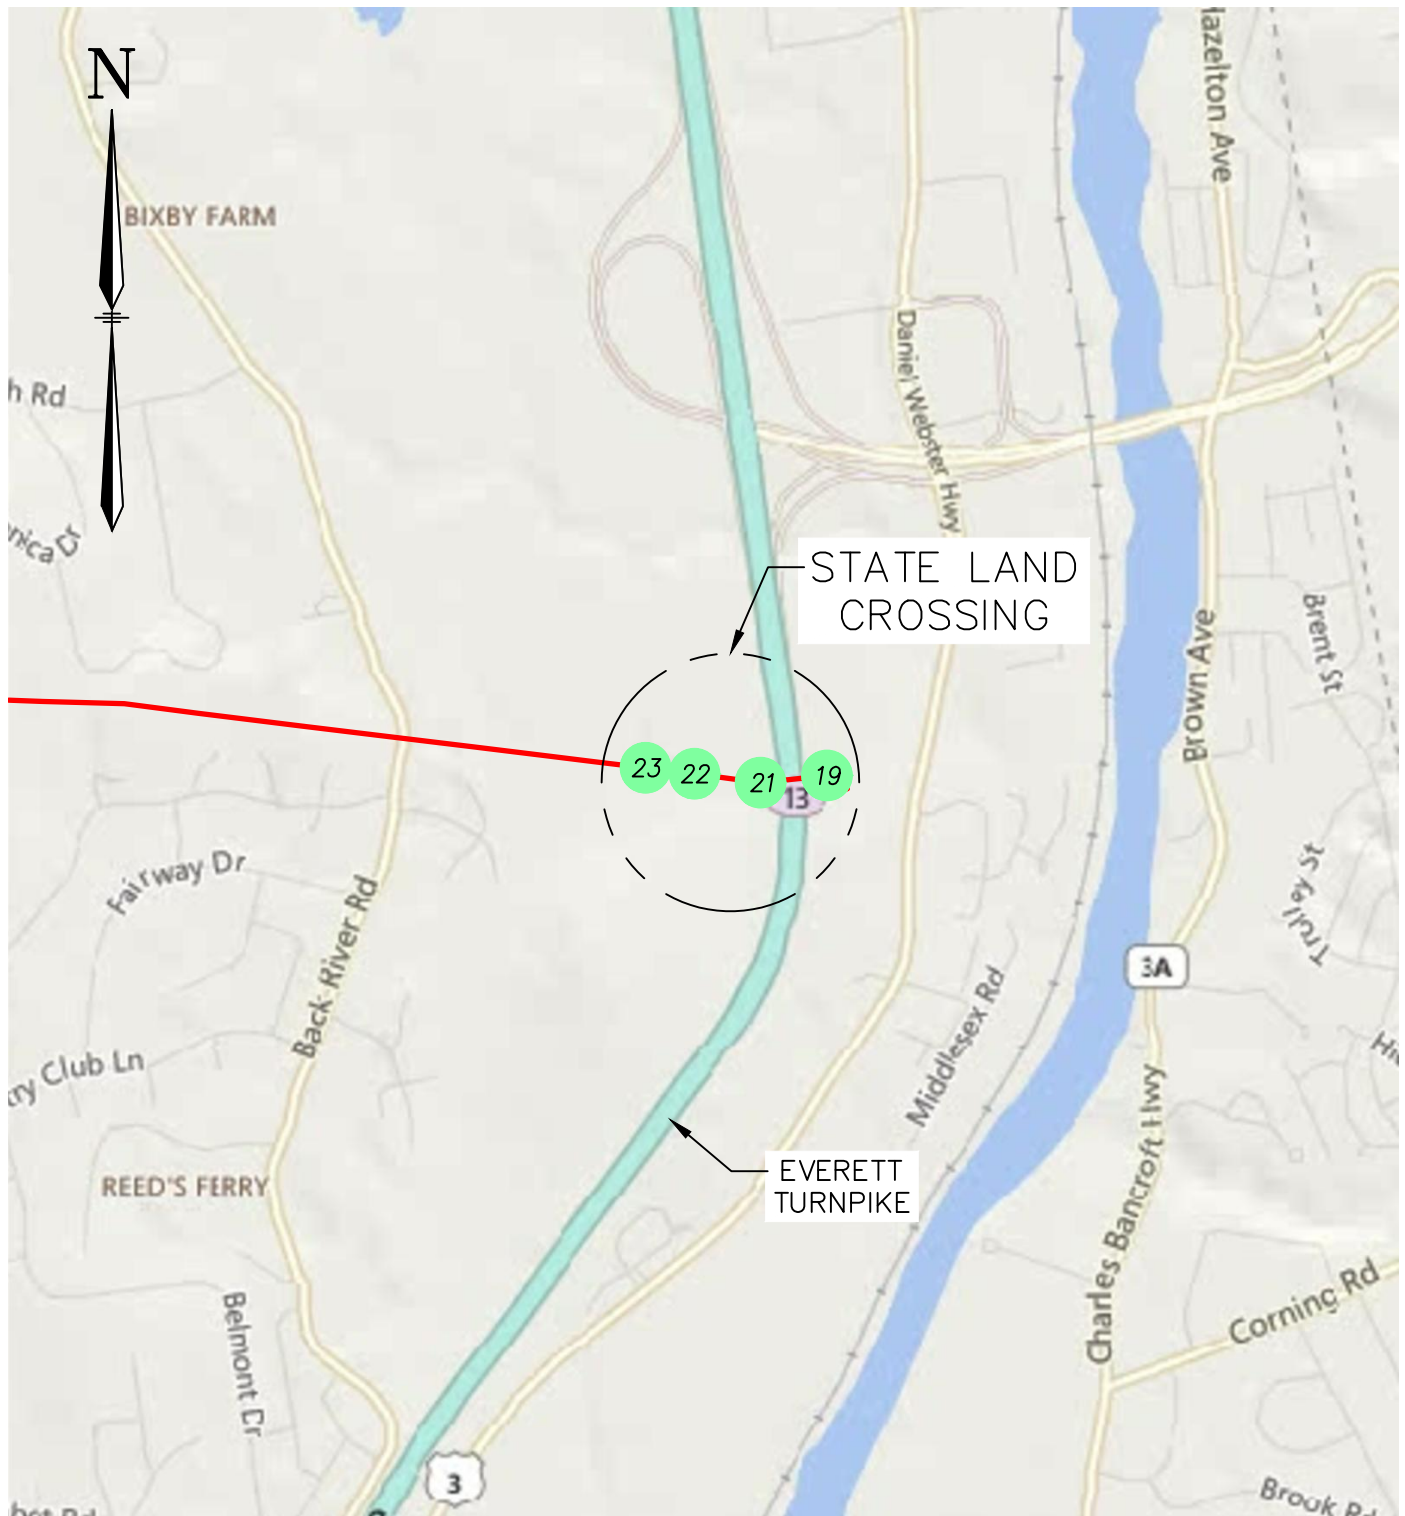 N
Hazelton Ave
BIXBY FARM
Daniel Webster Hwy
h Rd
nica Dr
STATE LAND
CROSSING
Brent St
Brown Ave
23
22
21
19
13
Fairway Dr
Trolley St
Back River Rd
3A
Middlesex Rd
try Club Ln
Charles Bancroft Hwy
EVERETT
TURNPIKE
REED'S FERRY
Corning Rd
Belmont Dr
3
Brook Rd